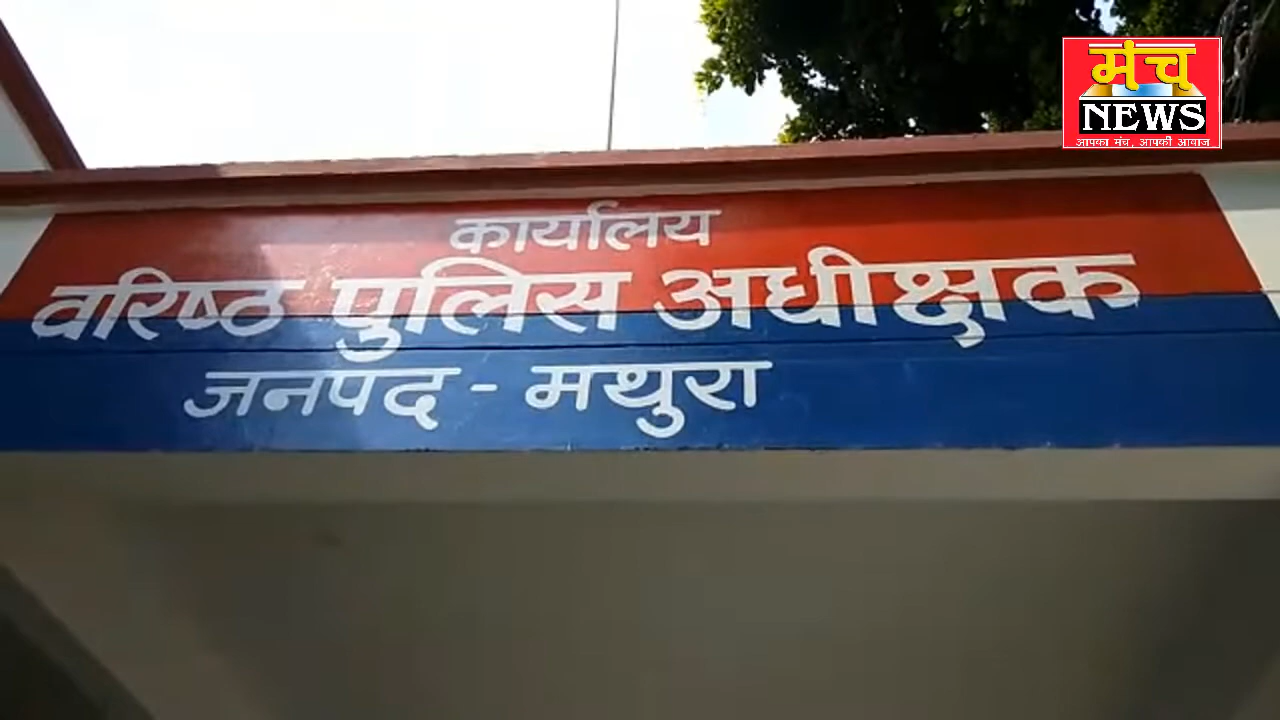 मंच
NEWS
आपका मंच, आपकी आवाज
कार्यालय
वरिष्ठ पुलिस अधीक्षक
जनपद - मथुरा